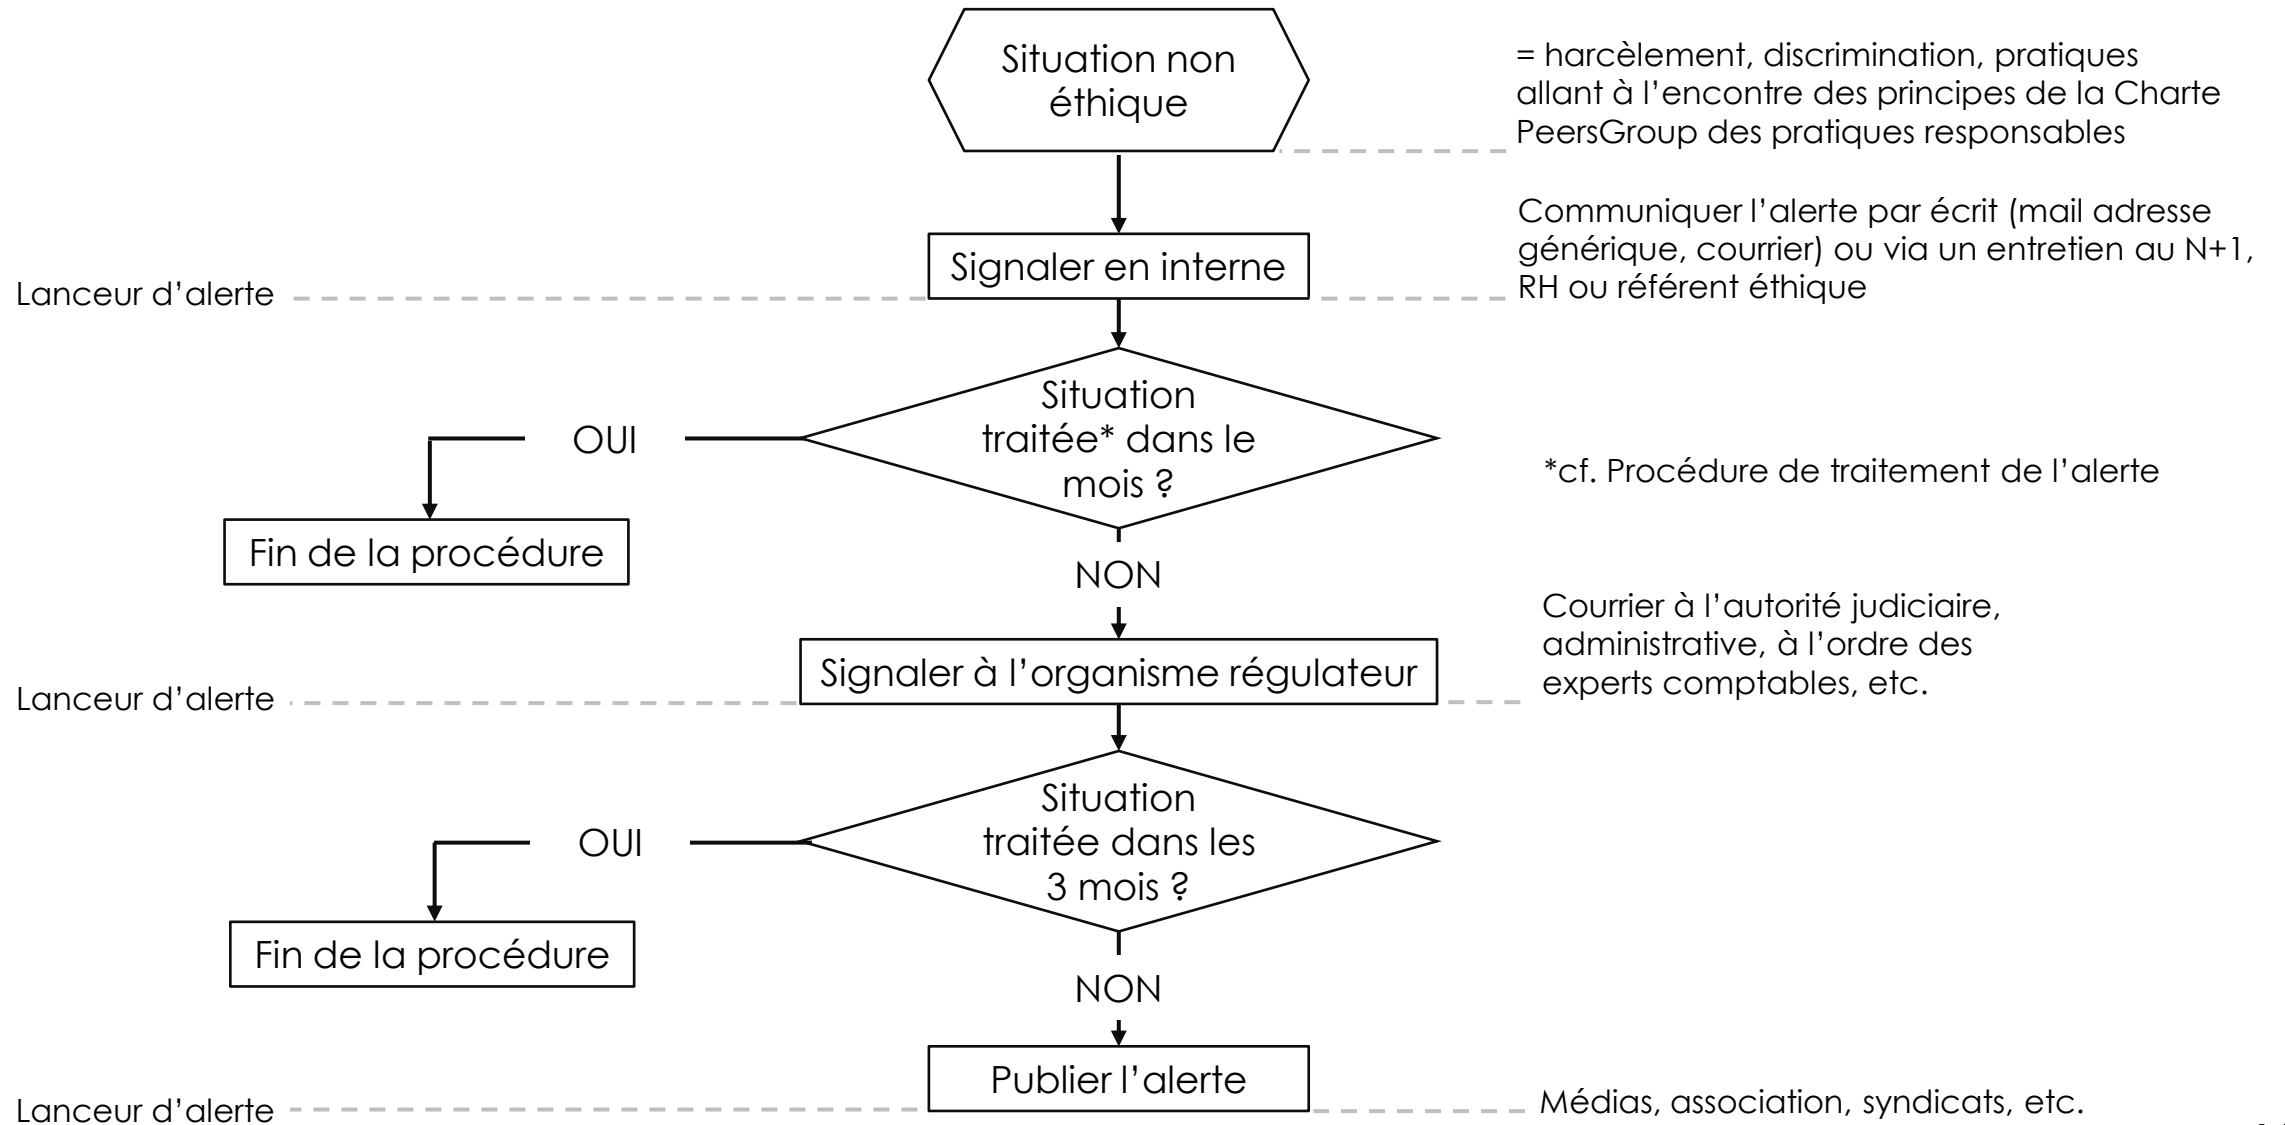 Situation non
éthique
= harcèlement, discrimination, pratiques
allant à l’encontre des principes de la Charte
PeersGroup des pratiques responsables
Communiquer l’alerte par écrit (mail adresse
générique, courrier) ou via un entretien au N+1,
RH ou référent éthique
Signaler en interne
Lanceur d’alerte
Situation
traitée* dans le
mois ?
OUI
*cf. Procédure de traitement de l’alerte
Fin de la procédure
NON
Courrier à l’autorité judiciaire,
administrative, à l’ordre des
experts comptables, etc.
Signaler à l’organisme régulateur
Lanceur d’alerte
Situation
traitée dans les
3 mois ?
OUI
Fin de la procédure
NON
Publier l’alerte
Lanceur d’alerte
Médias, association, syndicats, etc.